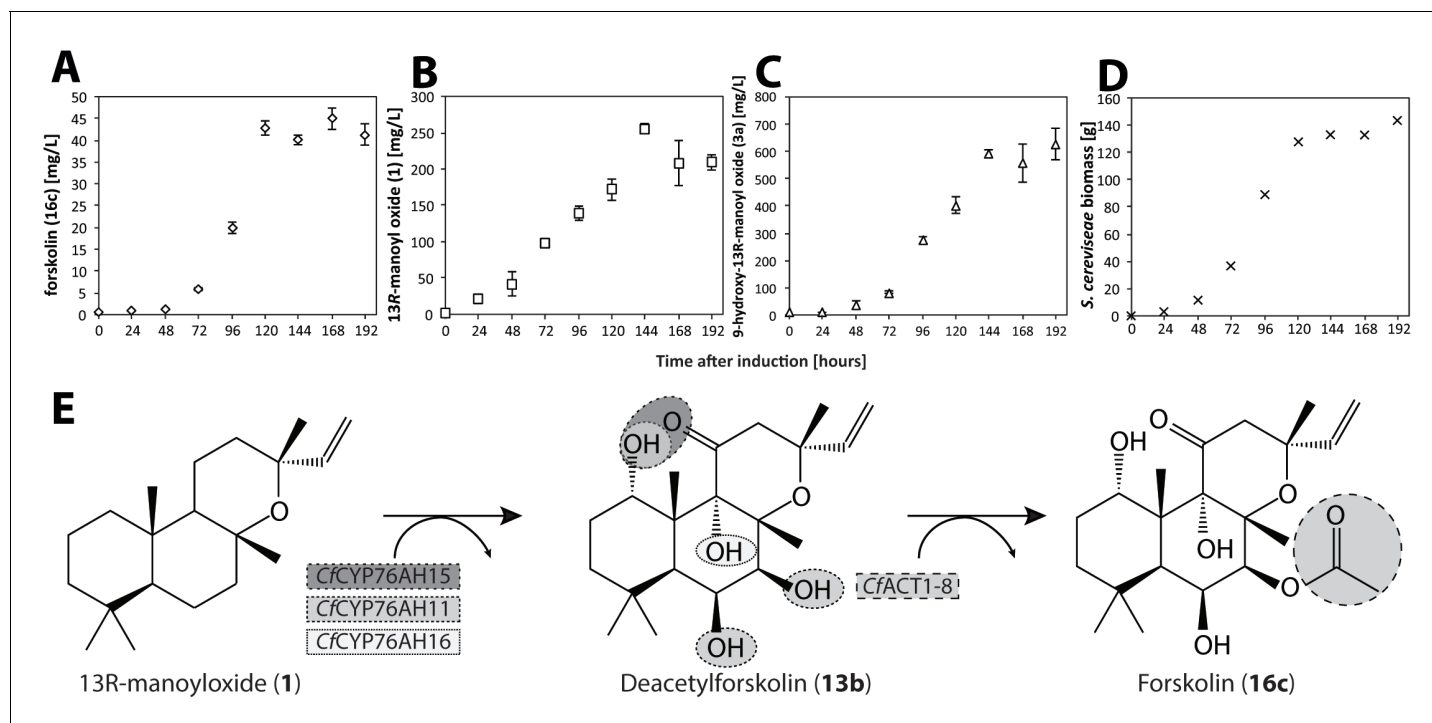 A
B
C
D
forskolin (16c) [mg/L]
50
45
40
35
30
25
20
15
10
5
0
0 24 48 72 96 120 144 168 192
13R-manoyl oxide (1) [mg/L]
300
250
200
150
100
50
0
0 24 48 72 96 120 144 168 192
9-hydroxy-13R-manoyl oxide (3a) [mg/L]
800
700
600
500
400
300
200
100
0
0 24 48 72 96 120 144 168 192
S. cereviseae biomass [g]
160
140
120
100
80
60
40
20
0
0 24 48 72 96 120 144 168 192
Time after induction [hours]
E
O
CfCYP76AH15
CfCYP76AH11
CfCYP76AH16
13R-manoyloxide (1)
O
OH
O
OH
OH
OH
Deacetylforskolin (13b)
CfACT1-8
O
OH
O
O
OH
O
OH
Forskolin (16c)